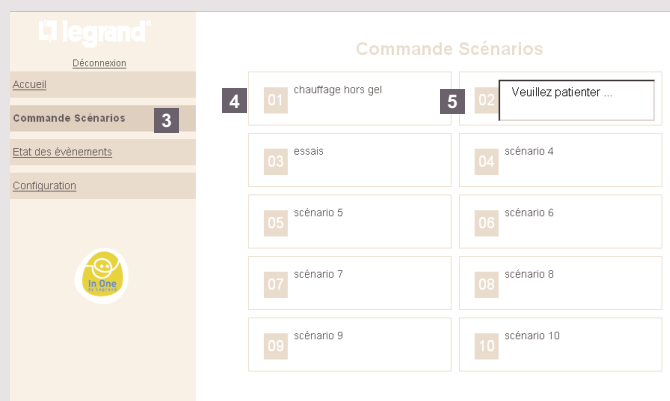 legrand
Déconnexion
Accueil
Commande Scénarios
3
Etat des évènements
Configuration
In One
by Legrand
Commande Scénarios
4
01 chauffage hors gel
5
02 Veuillez patienter ...
03 essais
04 scénario 4
05 scénario 5
06 scénario 6
07 scénario 7
08 scénario 8
09 scénario 9
10 scénario 10